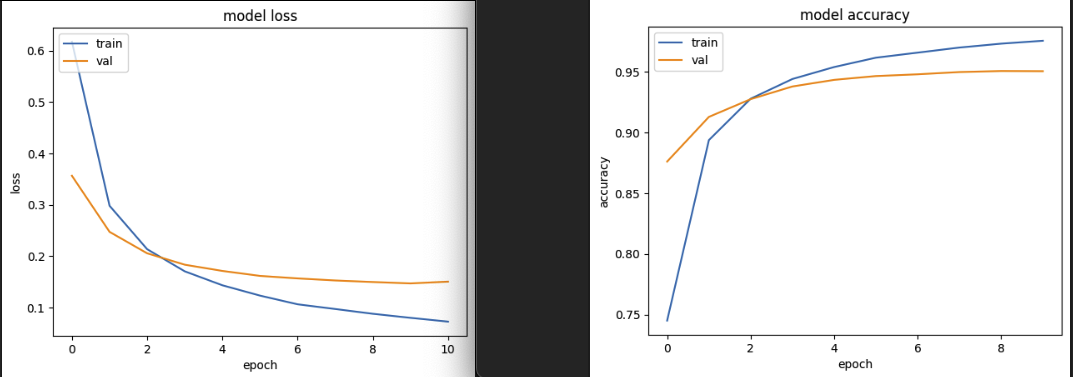 model loss
train
val
0.6
0.5
0.4
0.3
0.2
0.1
loss
0 2 4 6 8 10
epoch
model accuracy
train
val
0.95
0.90
0.85
0.80
0.75
accuracy
0 2 4 6 8
epoch